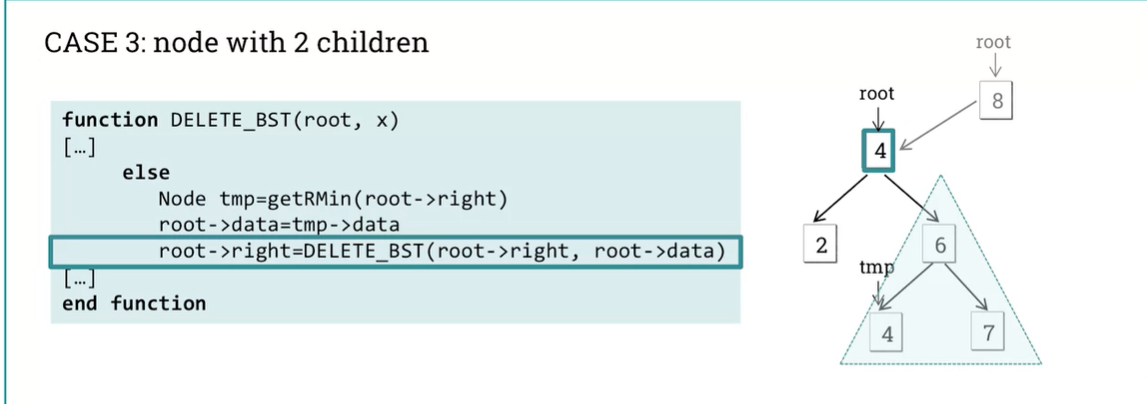 CASE 3: node with 2 children
function DELETE_BST(root, x)
[…]
else
Node tmp=getRMin(root->right)
root->data=tmp->data
root->right=DELETE_BST(root->right, root->data)
[…]
end function
root
8
root
4
2
6
tmp
4
7